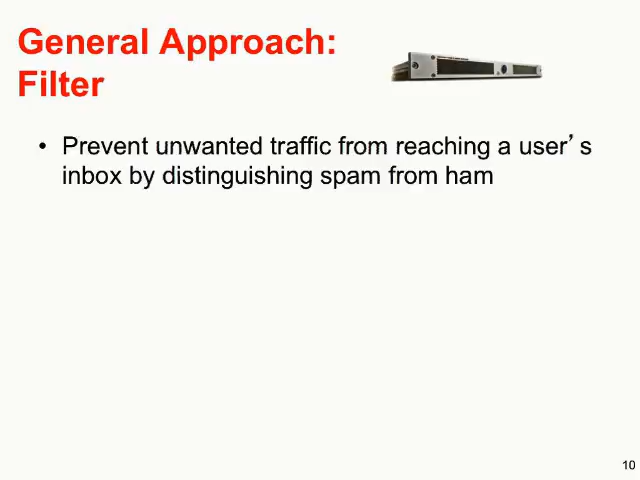 General Approach:
Filter
• Prevent unwanted traffic from reaching a user’s
inbox by distinguishing spam from ham
10